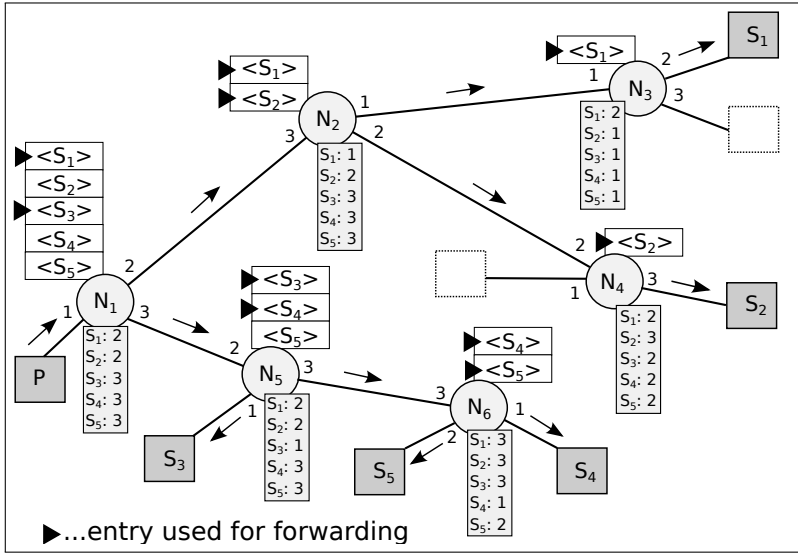 <S₁>
<S₂>
N₂
1
2
3
S₁: 1
S₂: 2
S₃: 3
S₄: 3
S₅: 3
<S₁>
N₃
1
2
3
S₁: 2
S₂: 1
S₃: 1
S₄: 1
S₅: 1
S₁
<S₁>
<S₂>
<S₃>
<S₄>
<S₅>
N₁
1
2
3
S₁: 2
S₂: 2
S₃: 3
S₄: 3
S₅: 3
P
<S₂>
N₄
2
1
3
S₁: 2
S₂: 3
S₃: 2
S₄: 2
S₅: 2
S₂
<S₃>
<S₄>
<S₅>
N₅
2
3
1
S₁: 2
S₂: 2
S₃: 1
S₄: 3
S₅: 3
S₃
<S₄>
<S₅>
N₆
3
1
2
S₁: 3
S₂: 3
S₃: 3
S₄: 1
S₅: 2
S₅
S₄
...entry used for forwarding